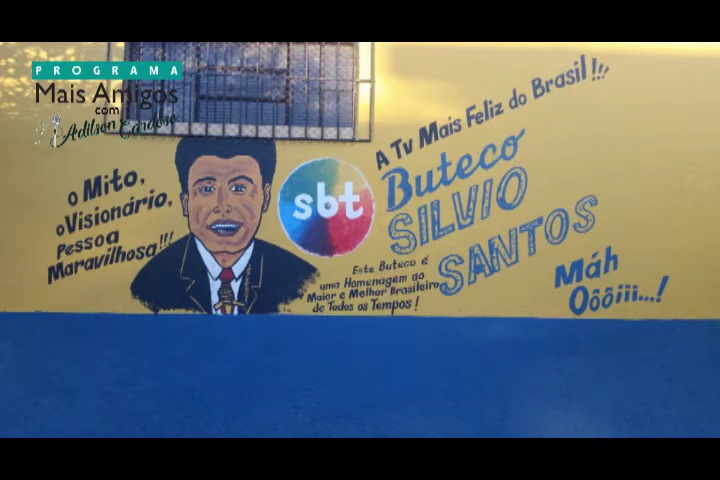 PROGRAMA
Mais Amigos
com
Adilson Cardoso
O Mito,
O Visionário,
Pessoa
Maravilhosa!!!
sbt
A Tv Mais Feliz do Brasil!!!
Buteco
SILVIO
SANTOS
Este Buteco é
uma Homenagem ao
Maior e Melhor Brasileiro
de Todos os Tempos!
Máh
Oôôíii...!